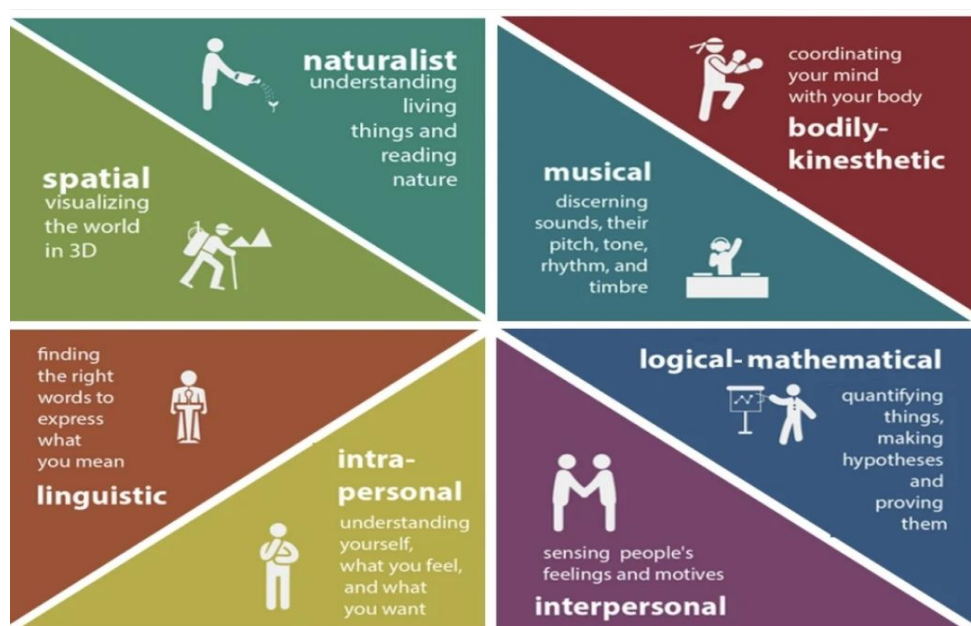 naturalist
understanding
living
things and
reading
nature
spatial
visualizing
the world
in 3D
coordinating
your mind
with your body
bodily-
kinesthetic
musical
discerning
sounds, their
pitch, tone,
rhythm, and
timbre
finding
the right
words to
express
what
you mean
linguistic
intra-
personal
understanding
yourself,
what you feel,
and what
you want
logical-mathematical
quantifying
things,
making
hypotheses
and
proving
them
sensing people's
feelings and motives
interpersonal